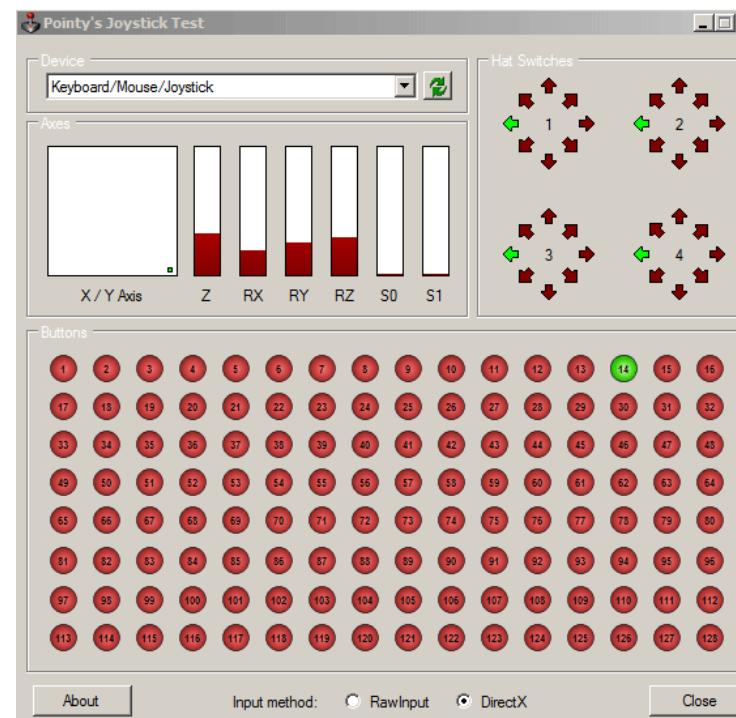 Pointy's Joystick Test
Device
Keyboard/Mouse/Joystick
Axes
X / Y Axis Z RX RY RZ S0 S1
Hat Switches
1 2
3 4
Buttons
1 2 3 4 5 6 7 8 9 10 11 12 13 14 15 16
17 18 19 20 21 22 23 24 25 26 27 28 29 30 31 32
33 34 35 36 37 38 39 40 41 42 43 44 45 46 47 48
49 50 51 52 53 54 55 56 57 58 59 60 61 62 63 64
65 66 67 68 69 70 71 72 73 74 75 76 77 78 79 80
81 82 83 84 85 86 87 88 89 90 91 92 93 94 95 96
97 98 99 100 101 102 103 104 105 106 107 108 109 110 111 112
113 114 115 116 117 118 119 120 121 122 123 124 125 126 127 128
About Input method: RawInput DirectX Close